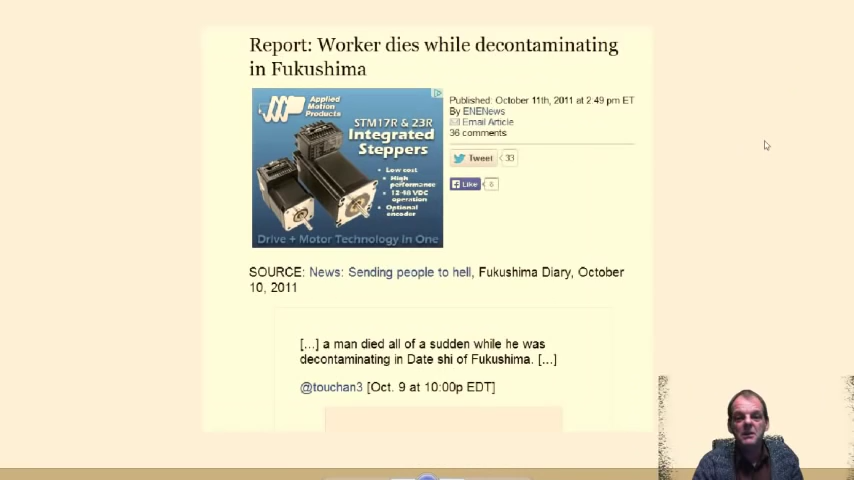 Report: Worker dies while decontaminating
in Fukushima
Applied
Motion
Products
STM17R & 23R
Integrated
Steppers
• Low cost
• High
performance
• 12-48 VDC
operation
• Optional
encoder
Drive + Motor Technology in One
Published: October 11th, 2011 at 2:49 pm ET
By ENENews
Email Article
36 comments
Tweet 33
Like 6
SOURCE: News: Sending people to hell, Fukushima Diary, October
10, 2011
[…] a man died all of a sudden while he was
decontaminating in Date shi of Fukushima. […]
@touchan3 [Oct. 9 at 10:00p EDT]